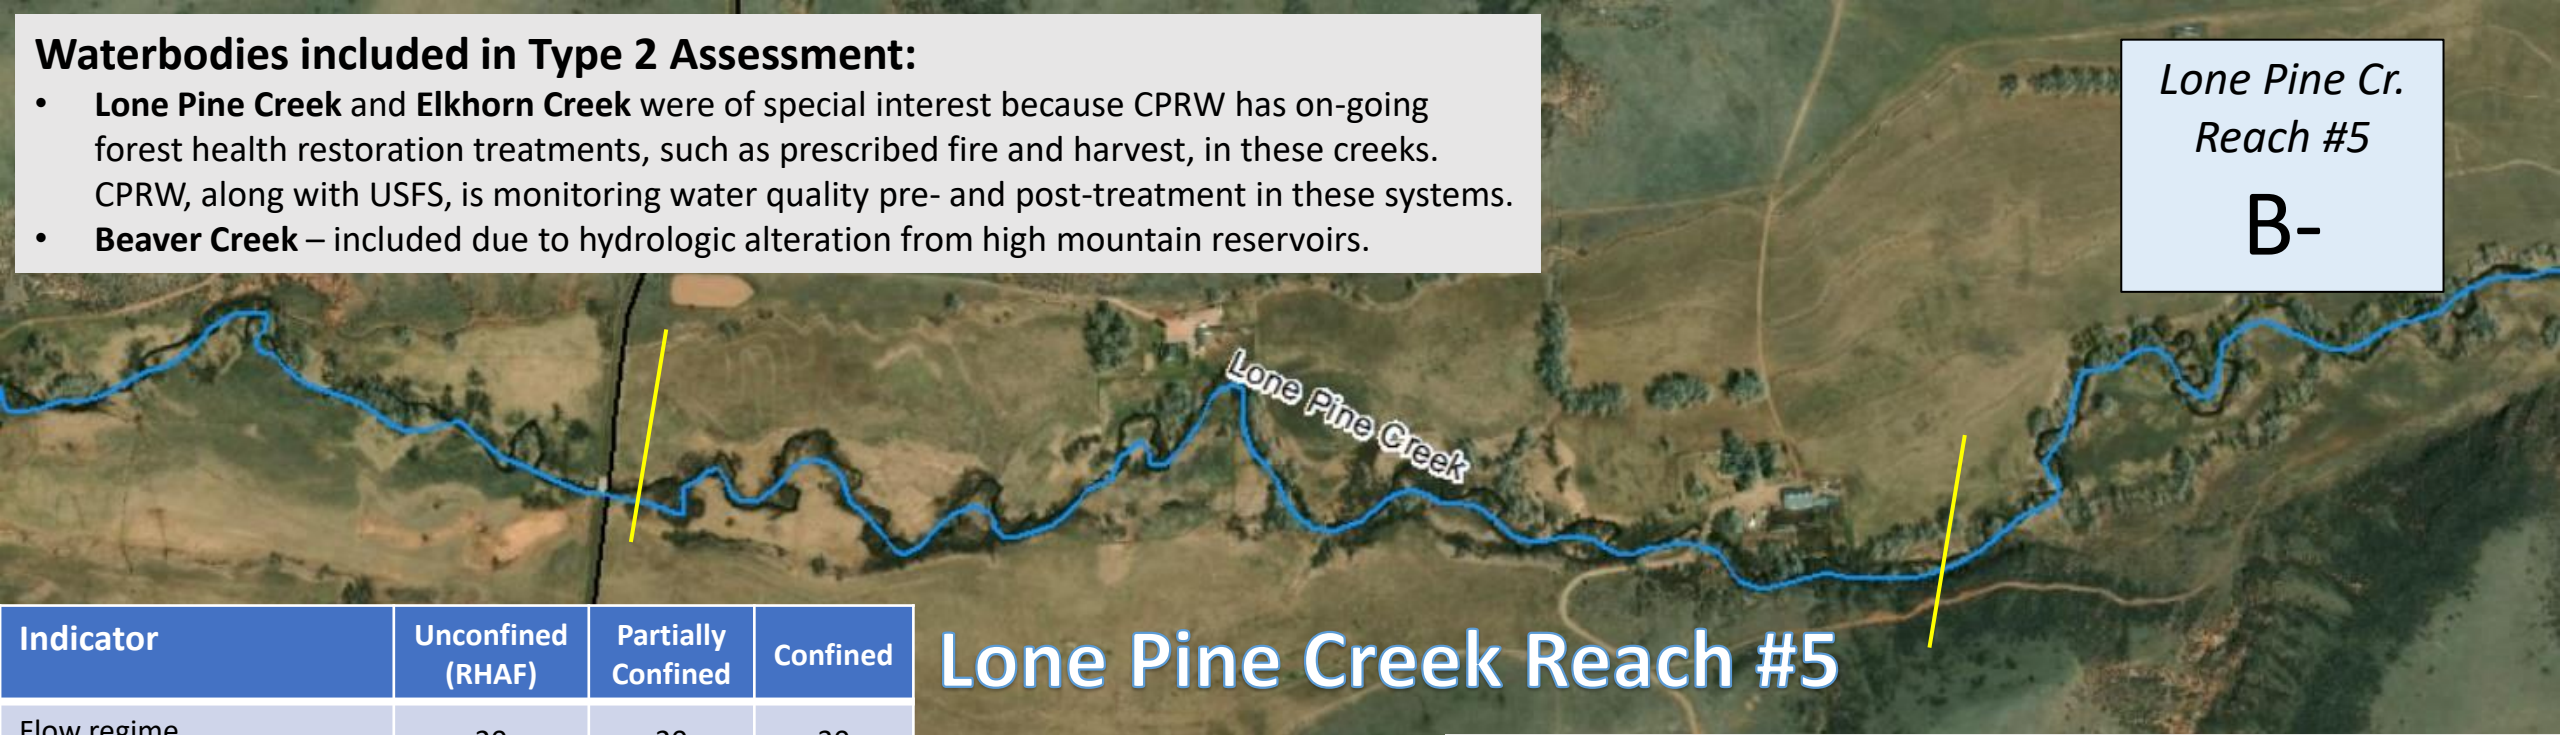 Waterbodies included in Type 2 Assessment:
• Lone Pine Creek and Elkhorn Creek were of special interest because CPRW has on-going
forest health restoration treatments, such as prescribed fire and harvest, in these creeks.
CPRW, along with USFS, is monitoring water quality pre- and post-treatment in these systems.
• Beaver Creek – included due to hydrologic alteration from high mountain reservoirs.
Lone Pine Cr.
Reach #5
B-
Lone Pine Creek
Indicator Unconfined (RHAF) Partially Confined Confined
Flow regime
Lone Pine Creek Reach #5